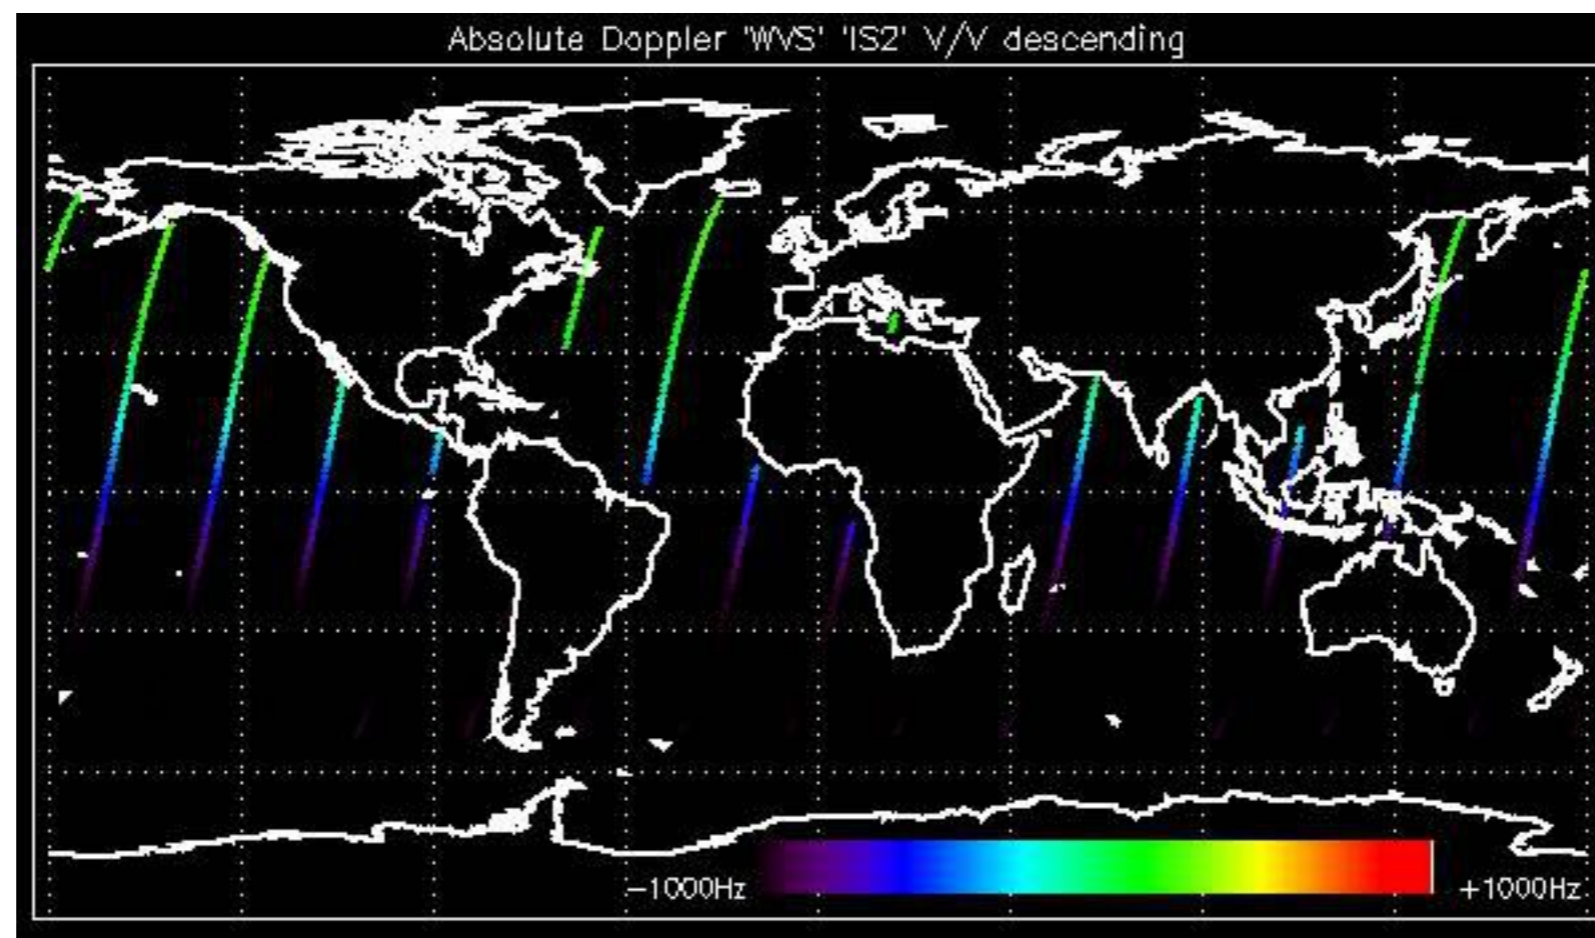 Absolute Doppler 'WVS' 'IS2' V/V descending
-1000Hz
+1000Hz